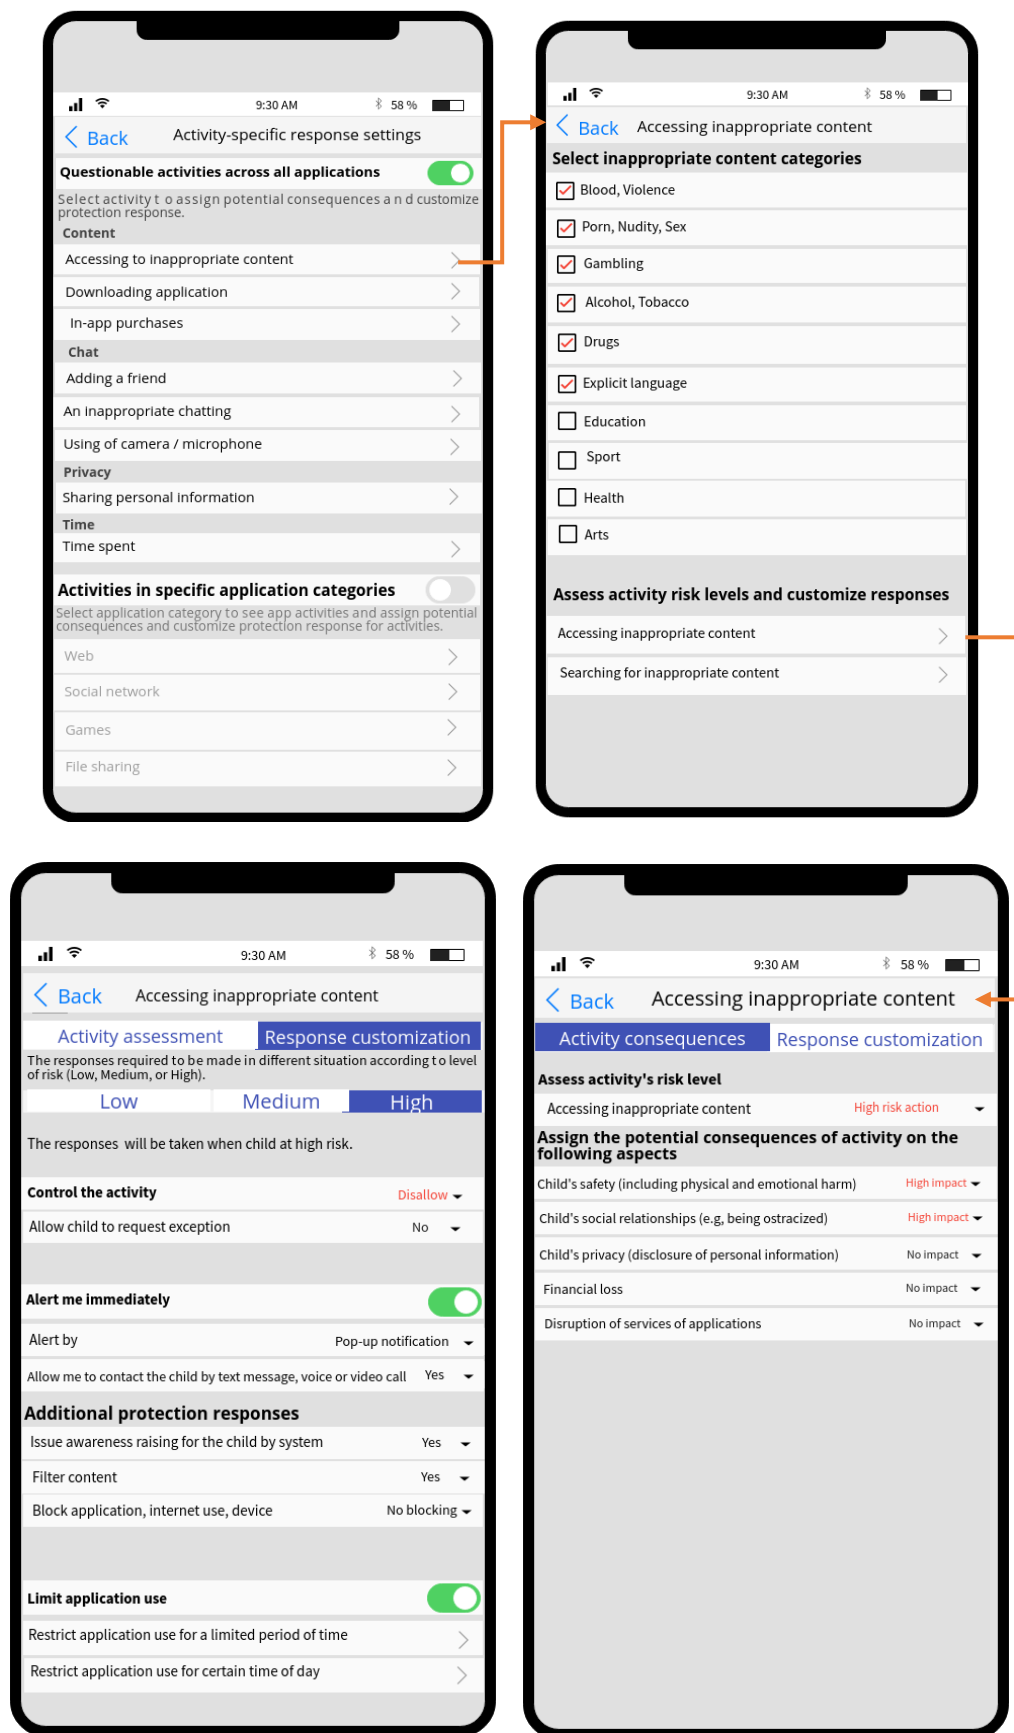 9:30 AM 58 %
Back Activity-specific response settings
Questionable activities across all applications
Select activity t o assign potential consequences a n d customize
protection response.
Content
Accessing to inappropriate content
Downloading application
In-app purchases
Chat
Adding a friend
An inappropriate chatting
Using of camera / microphone
Privacy
Sharing personal information
Time
Time spent
Activities in specific application categories
Select application category to see app activities and assign potential
consequences and customize protection response for activities.
Web
Social network
Games
File sharing
9:30 AM 58 %
Back Accessing inappropriate content
Select inappropriate content categories
Blood, Violence
Porn, Nudity, Sex
Gambling
Alcohol, Tobacco
Drugs
Explicit language
Education
Sport
Health
Arts
Assess activity risk levels and customize responses
Accessing inappropriate content
Searching for inappropriate content
9:30 AM 58 %
Back Accessing inappropriate content
Activity assessment Response customization
The responses required to be made in different situation according to level
of risk (Low, Medium, or High).
Low Medium High
The responses will be taken when child at high risk.
Control the activity Disallow
Allow child to request exception No
Alert me immediately
Alert by Pop-up notification
Allow me to contact the child by text message, voice or video call Yes
Additional protection responses
Issue awareness raising for the child by system Yes
Filter content Yes
Block application, internet use, device No blocking
Limit application use
Restrict application use for a limited period of time
Restrict application use for certain time of day
9:30 AM 58 %
Back Accessing inappropriate content
Activity consequences Response customization
Assess activity's risk level
Accessing inappropriate content High risk action
Assign the potential consequences of activity on the
following aspects
Child's safety (including physical and emotional harm) High impact
Child's social relationships (e.g, being ostracized) High impact
Child's privacy (disclosure of personal information) No impact
Financial loss No impact
Disruption of services of applications No impact